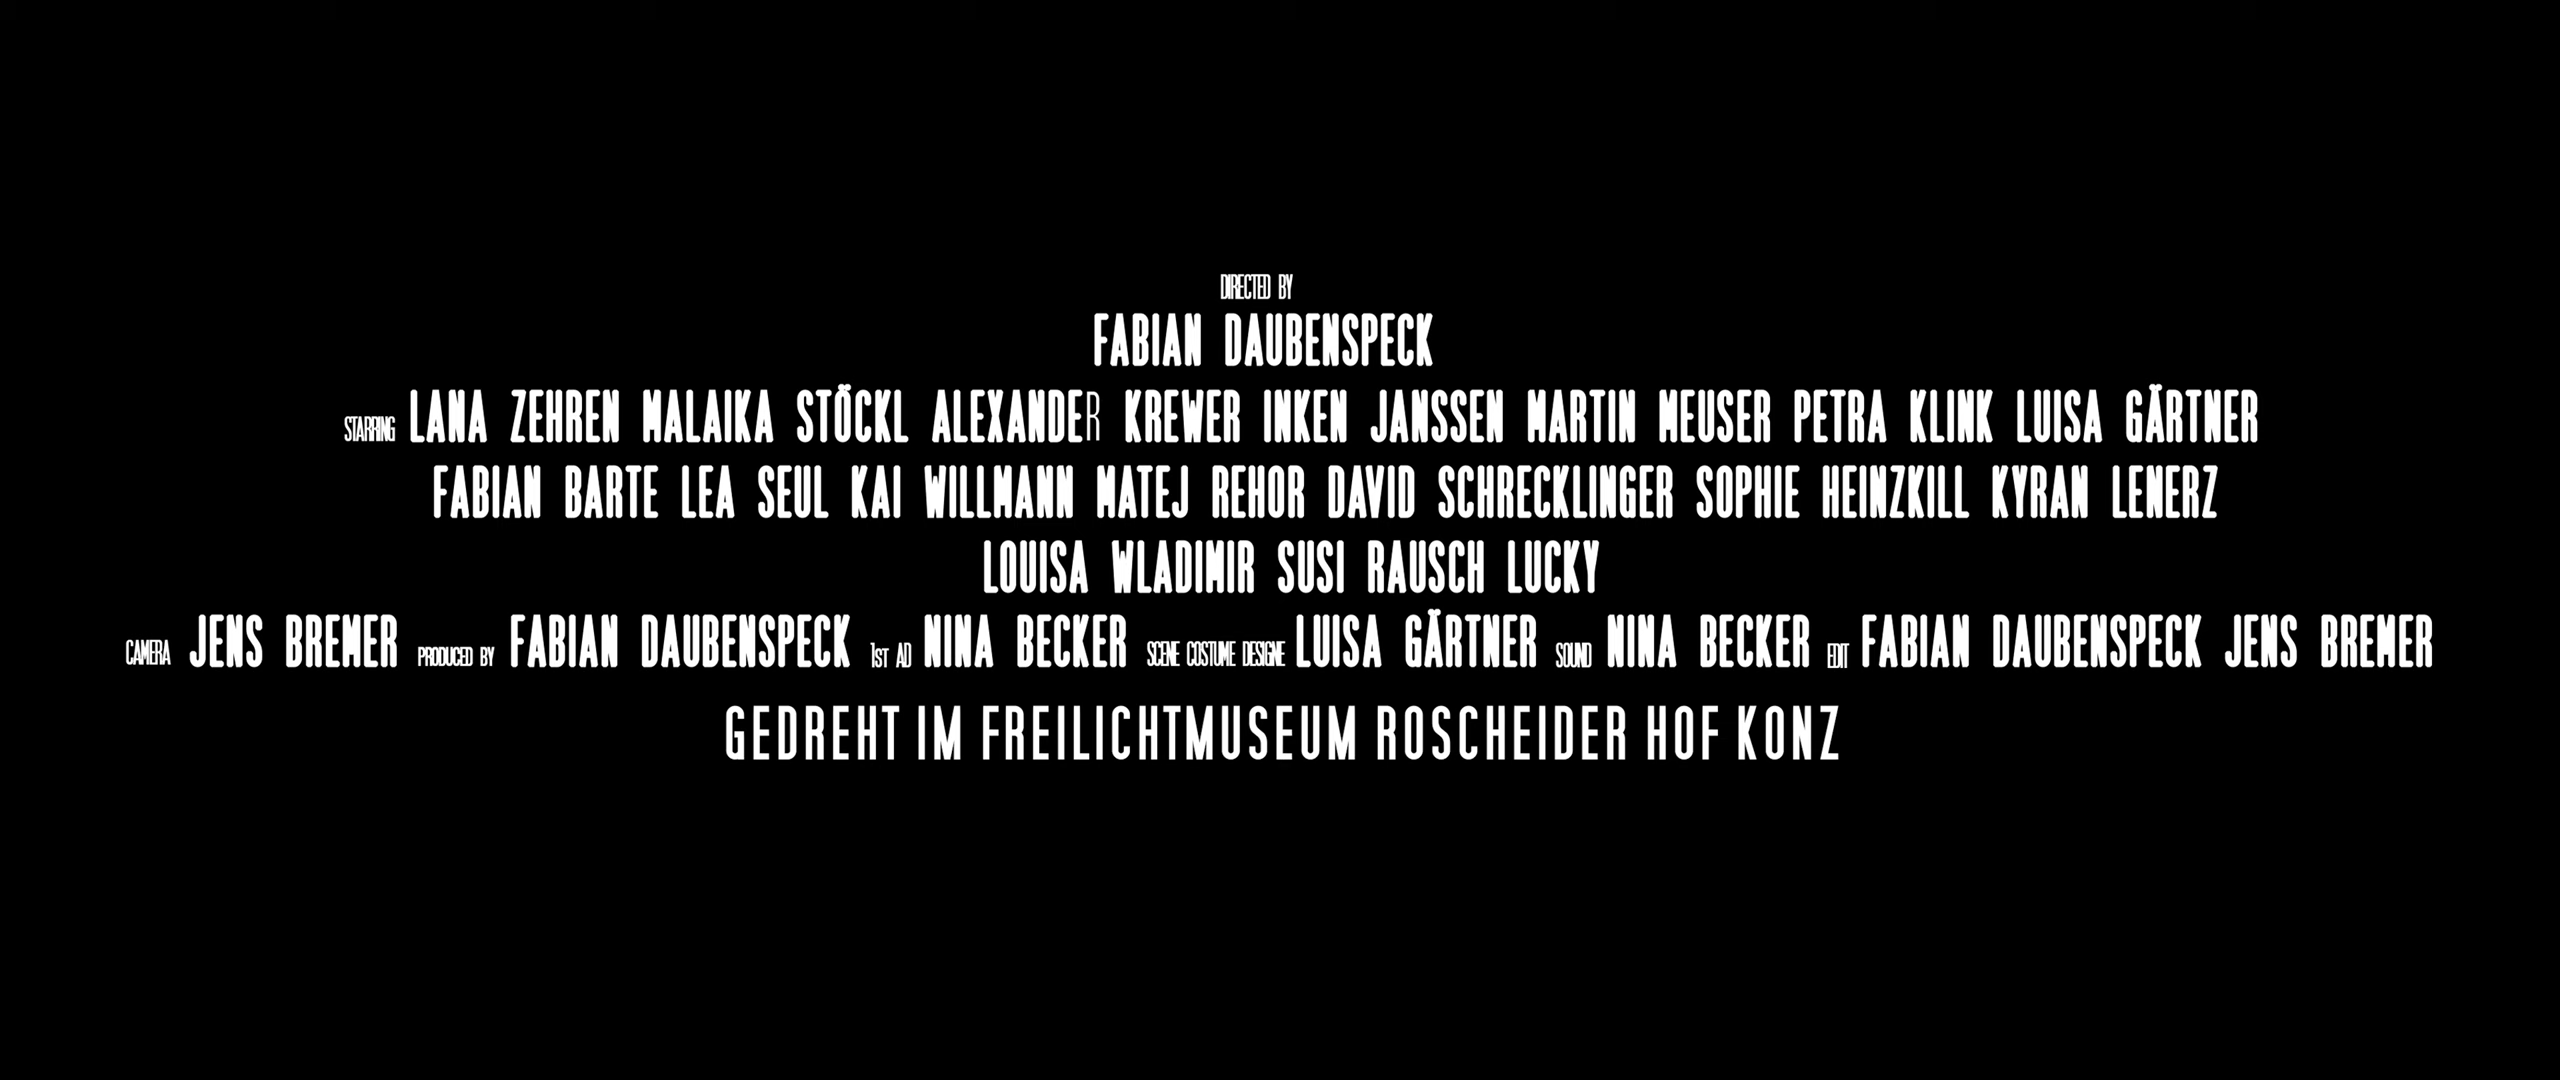 DIRECTED BY
FABIAN DAUBENSPECK
STARRING LANA ZEHREN MALAIKA STÖCKL ALEXANDER KREWER INKEN JANSSEN MARTIN MEUSER PETRA KLINK LUISA GÄRTNER
FABIAN BARTE LEA SEUL KAI WILLMANN MATEJ REHOR DAVID SCHRECKLINGER SOPHIE HEINZKILL KYRAN LENERZ
LOUISA WLADIMIR SUSI RAUSCH LUCKY
CAMERA JENS BREMER PRODUCED BY FABIAN DAUBENSPECK 1ST AD NINA BECKER SCENE COSTUME DESIGNE LUISA GÄRTNER SOUND NINA BECKER EDIT FABIAN DAUBENSPECK JENS BREMER
GEDREHT IM FREILICHTMUSEUM ROSCHEIDER HOF KONZ